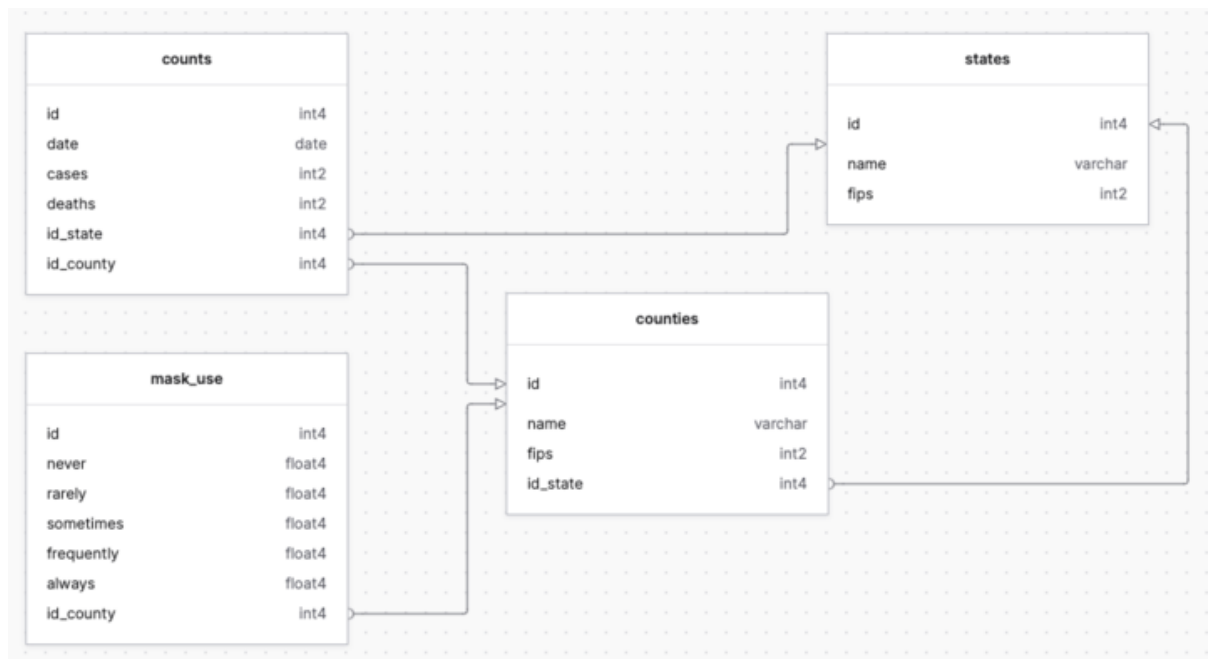 counts
id int4
date date
cases int2
deaths int2
id_state int4
id_county int4
states
id int4
name varchar
fips int2
mask_use
id int4
never float4
rarely float4
sometimes float4
frequently float4
always float4
id_county int4
counties
id int4
name varchar
fips int2
id_state int4